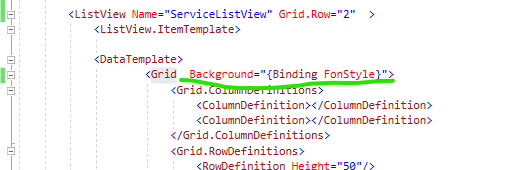 <ListView Name="ServiceListView" Grid.Row="2"  >
<ListView.ItemTemplate>
<DataTemplate>
<Grid  Background="{Binding FonStyle}">
<Grid.ColumnDefinitions>
<ColumnDefinition></ColumnDefinition>
<ColumnDefinition></ColumnDefinition>
</Grid.ColumnDefinitions>
<Grid.RowDefinitions>
<RowDefinition Height="50"/>